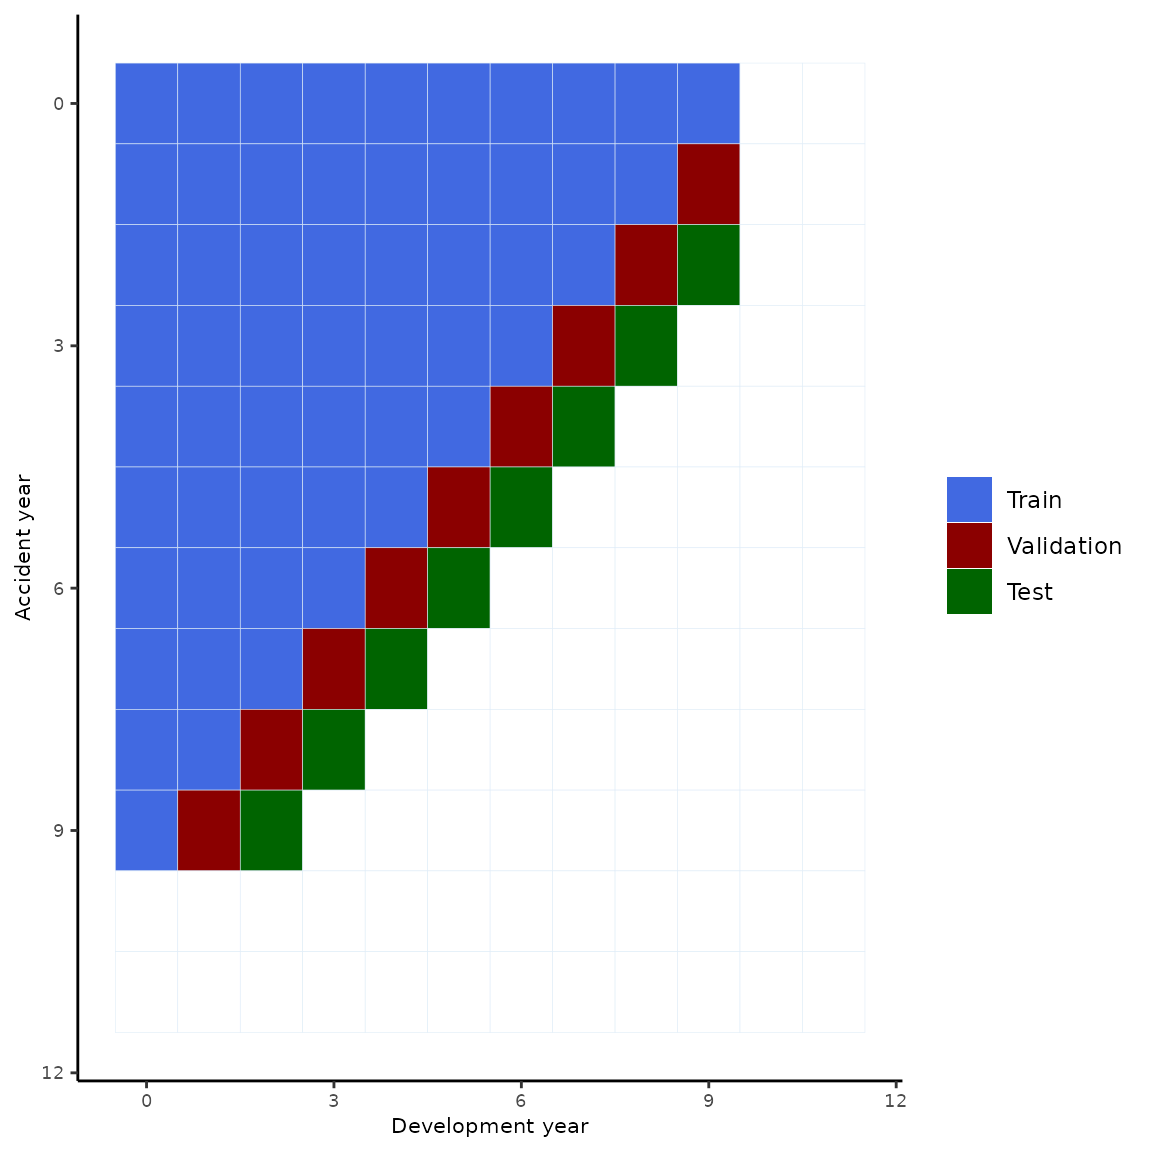 0
3
6
9
12
Accident year
0 3 6 9 12
Development year
Train
Validation
Test